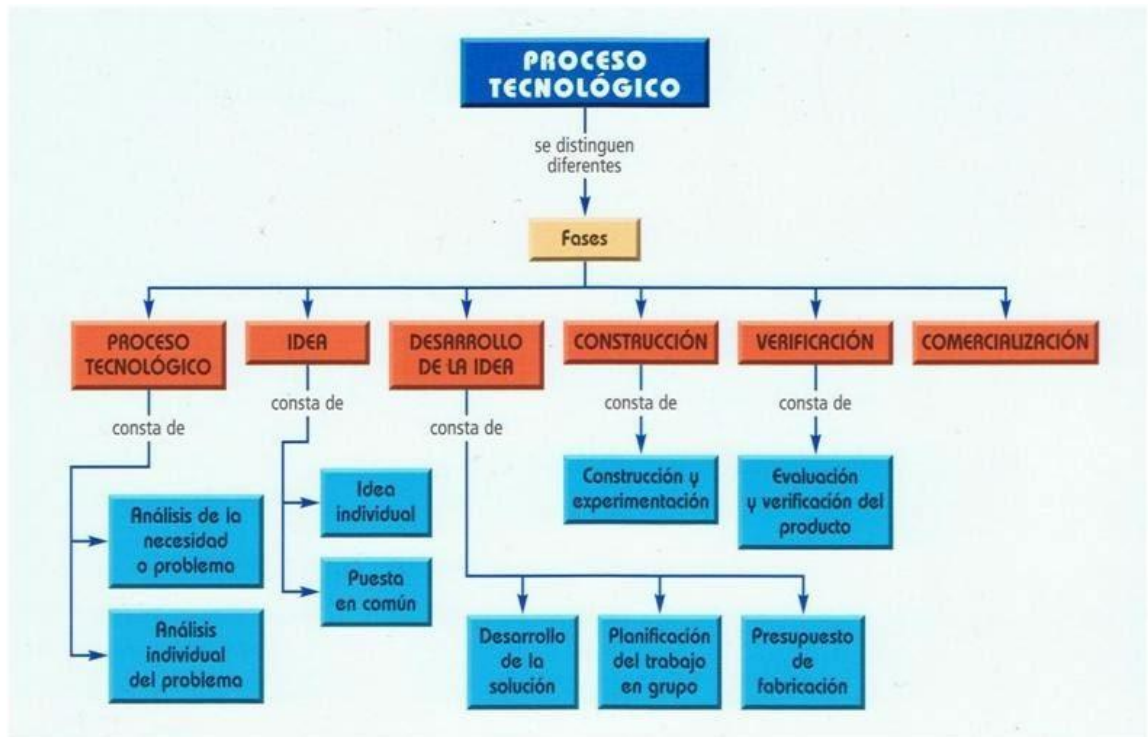 PROCESO
TECNOLÓGICO
se distinguen
diferentes
Fases
PROCESO
TECNOLÓGICO
IDEA
DESARROLLO
DE LA IDEA
CONSTRUCCIÓN
VERIFICACIÓN
COMERCIALIZACIÓN
consta de
consta de
consta de
consta de
consta de
Análisis de la
necesidad
o problema
Análisis
individual
del problema
Idea
individual
Puesta
en común
Construcción y
experimentación
Evaluación
y verificación del
producto
Desarrollo
de la
solución
Planificación
del trabajo
en grupo
Presupuesto
de
fabricación